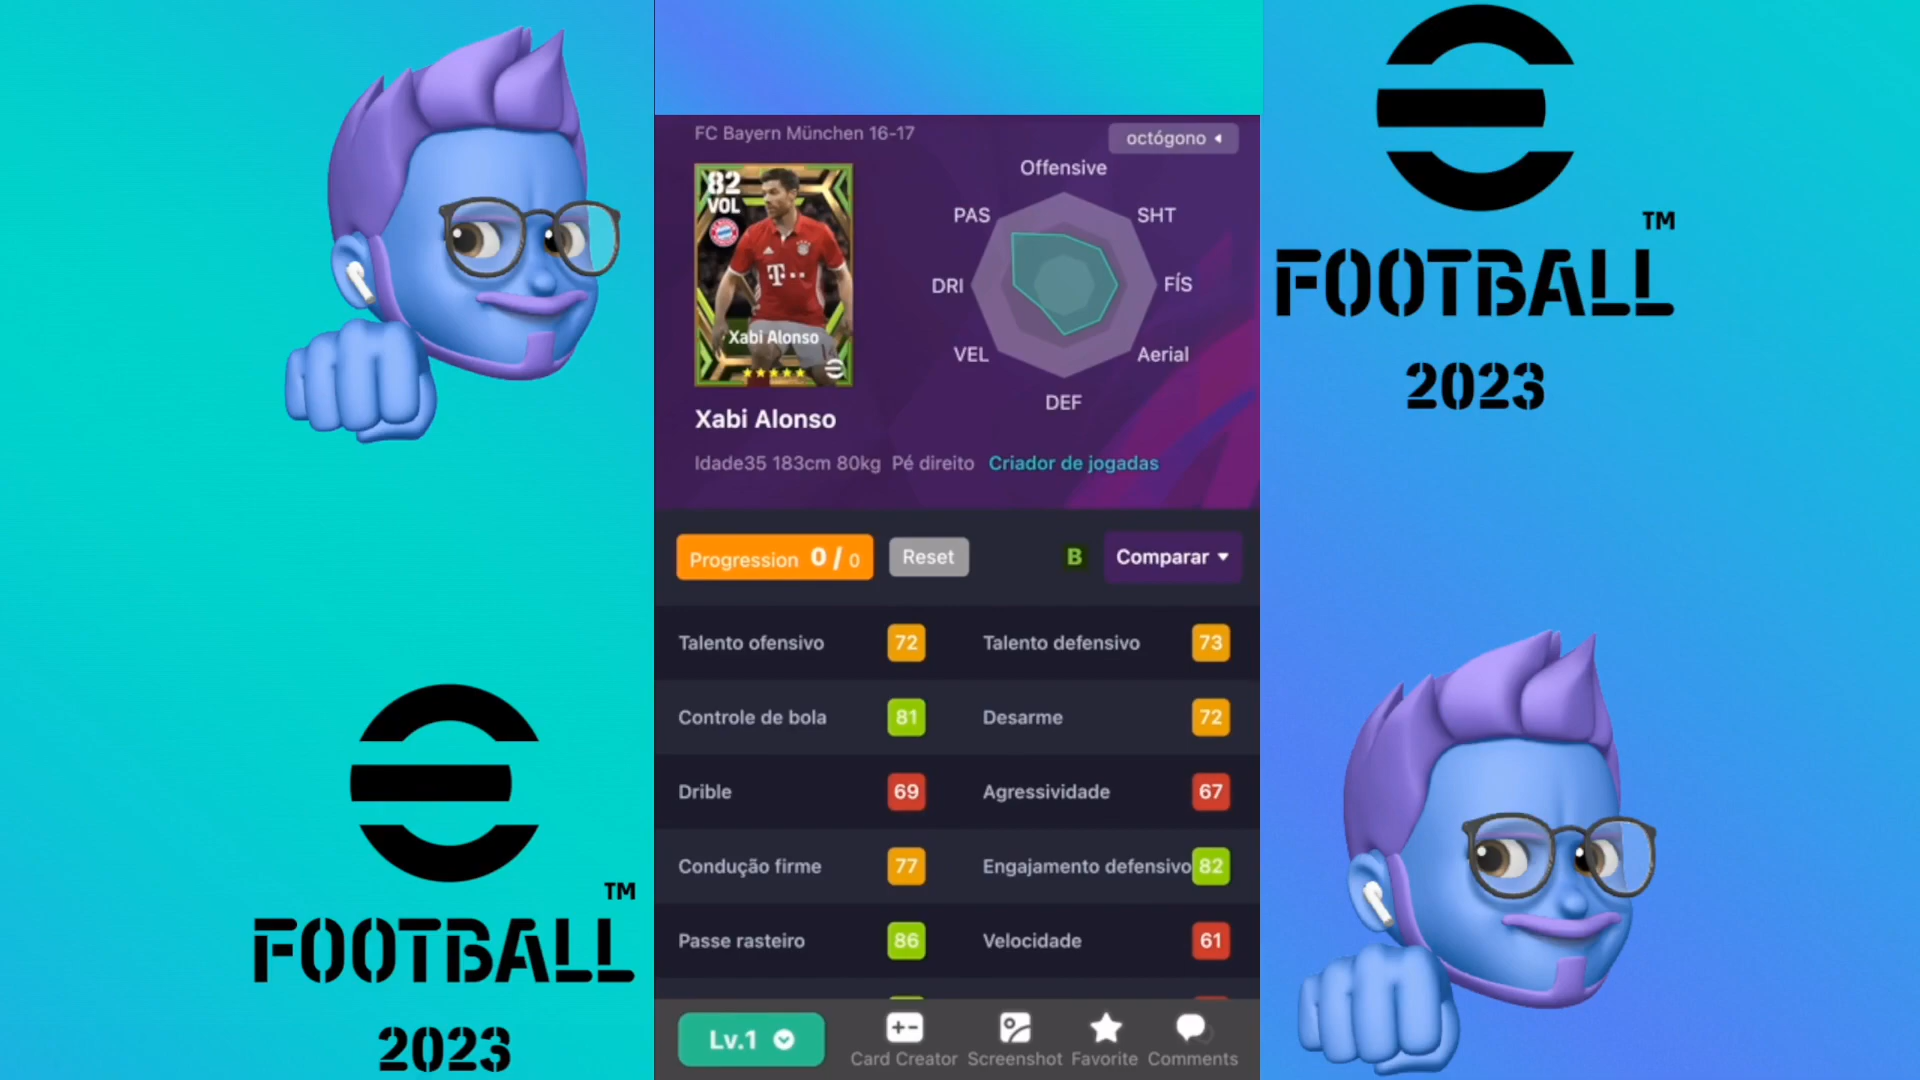 FC Bayern München 16-17
octógono
82
VOL
T
Xabi Alonso
Offensive
PAS
SHT
DRI
FÍS
VEL
Aerial
DEF
Xabi Alonso
Idade35 183cm 80kg Pé direito Criador de jogadas
Progression 0 / 0
Reset
B
Comparar
Talento ofensivo 72 Talento defensivo 73
Controle de bola 81 Desarme 72
Drible 69 Agressividade 67
Condução firme 77 Engajamento defensivo 82
Passe rasteiro 86 Velocidade 61
Lv.1
Card Creator
Screenshot
Favorite
Comments
TM
FOOTBALL
2023
TM
FOOTBALL
2023